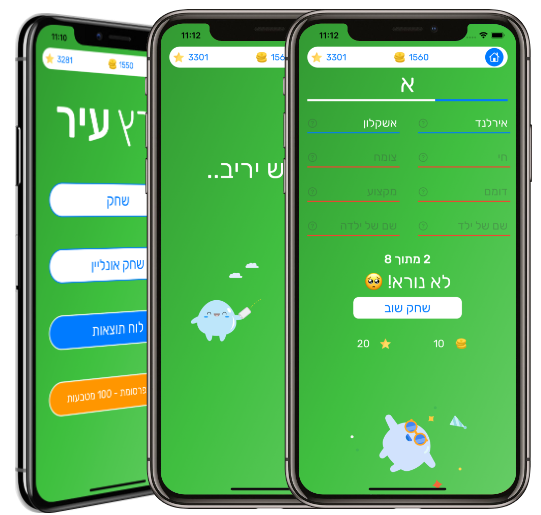 11:10
3281
1550
עיר
שחק
שחק אונליין
לוח תוצאות
פרסומת - 100 מטבעות
11:12
3301
ש יריב..
11:12
3301
1560
א
אירלנד
אשקלון
חי
צומח
דומם
מקצוע
שם של ילד
שם של ילדה
2 מתוך 8
לא נורא! 🥺
שחק שוב
20
10